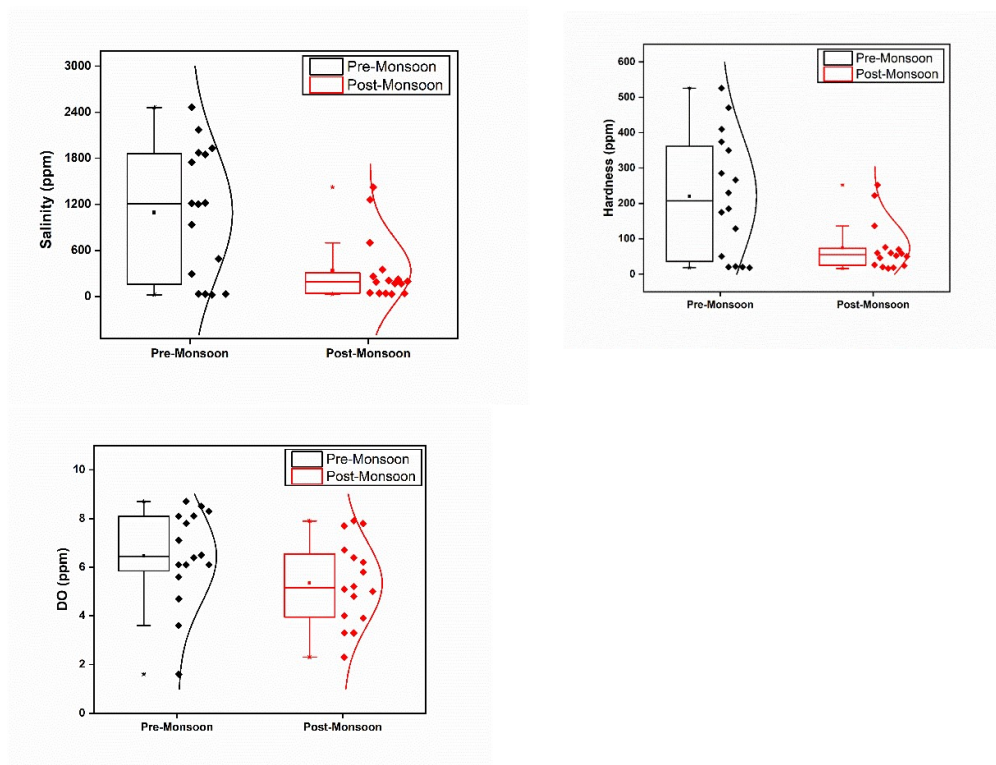 3000
2400
1800
1200
600
0
Salinity (ppm)
Pre-Monsoon
Post-Monsoon
Pre-Monsoon
Post-Monsoon
600
500
400
300
200
100
0
Hardness (ppm)
Pre-Monsoon
Post-Monsoon
Pre-Monsoon
Post-Monsoon
10
8
6
4
2
0
DO (ppm)
Pre-Monsoon
Post-Monsoon
Pre-Monsoon
Post-Monsoon